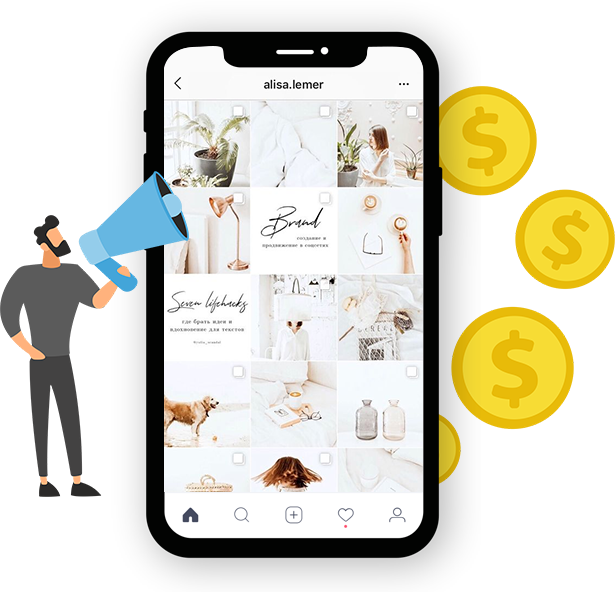 alisa.lemer
Brand
создание и
продвижение в соцсетях
Seven lifehacks
где брать идеи и
вдохновение для текстов
$
$
$